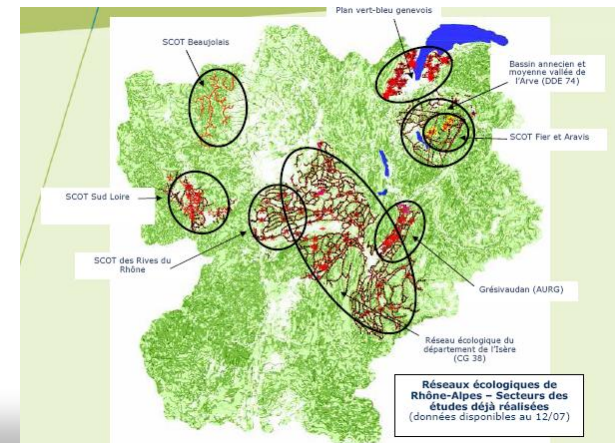 Plan vert-bleu genevois
SCOT Beaujolais
Bassin annecien et
moyenne vallée de
l'Arve (DDE 74)
SCOT Fier et Aravis
SCOT Sud Loire
SCOT des Rives du
Rhône
Grésivaudan (AURG)
Réseau écologique du
département de l'Isère
(CG 38)
Réseaux écologiques de
Rhône-Alpes – Secteurs des
études déjà réalisées
(données disponibles au 12/07)